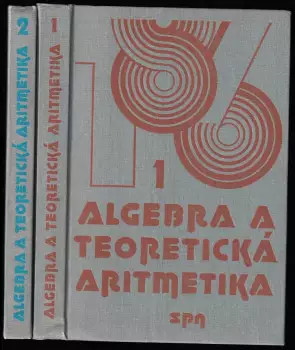 ALGEBRA A TEORETICKÁ ARITMETIKA 2
ALGEBRA A TEORETICKÁ ARITMETIKA 1
1
ALGEBRA A
TEORETICKÁ
ARITMETIKA
spn